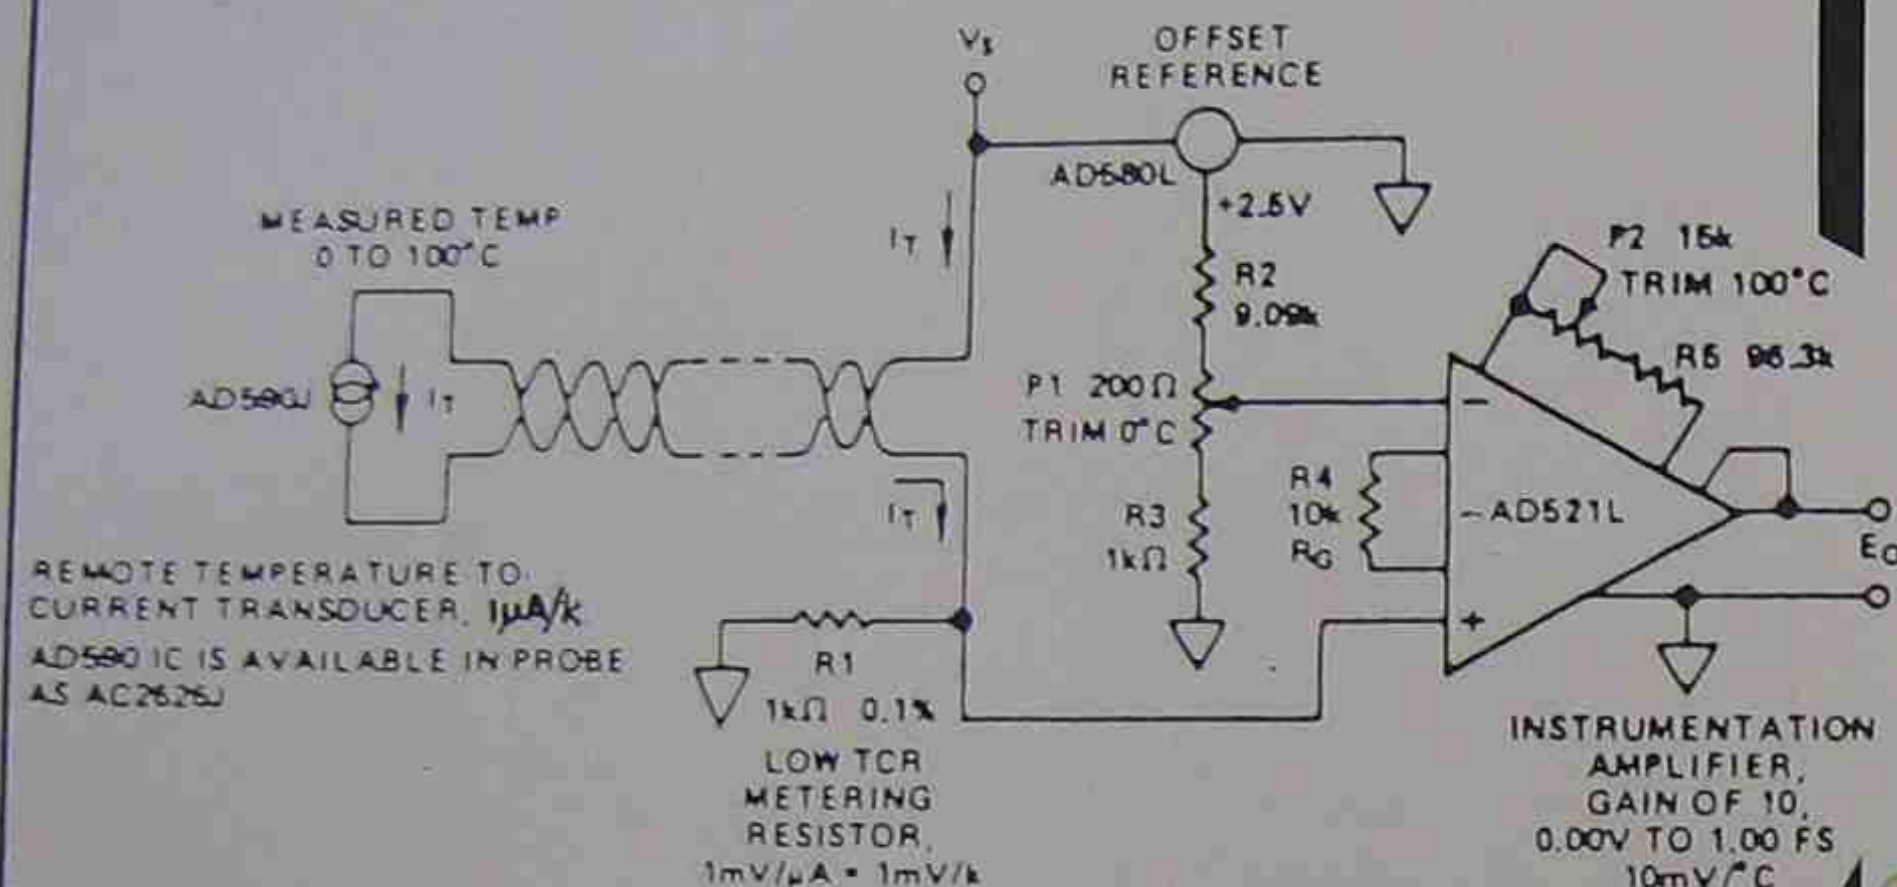 Vs
OFFSET
REFERENCE
AD580L
+2.5V
MEASURED TEMP
0 TO 100°C
IT
AD590J
IT
R2
9.09k
P2 15k
TRIM 100°C
R5 96.3k
P1 200Ω
TRIM 0°C
IT
R3
1kΩ
R4
10k
RG
−
AD521L
+
EO
REMOTE TEMPERATURE TO
CURRENT TRANSDUCER, 1μA/k
AD590 IC IS AVAILABLE IN PROBE
AS AC2626J
R1
1kΩ 0.1%
LOW TCR
METERING
RESISTOR,
1mV/μA = 1mV/k
INSTRUMENTATION
AMPLIFIER,
GAIN OF 10,
0.00V TO 1.00 FS
10mV/°C